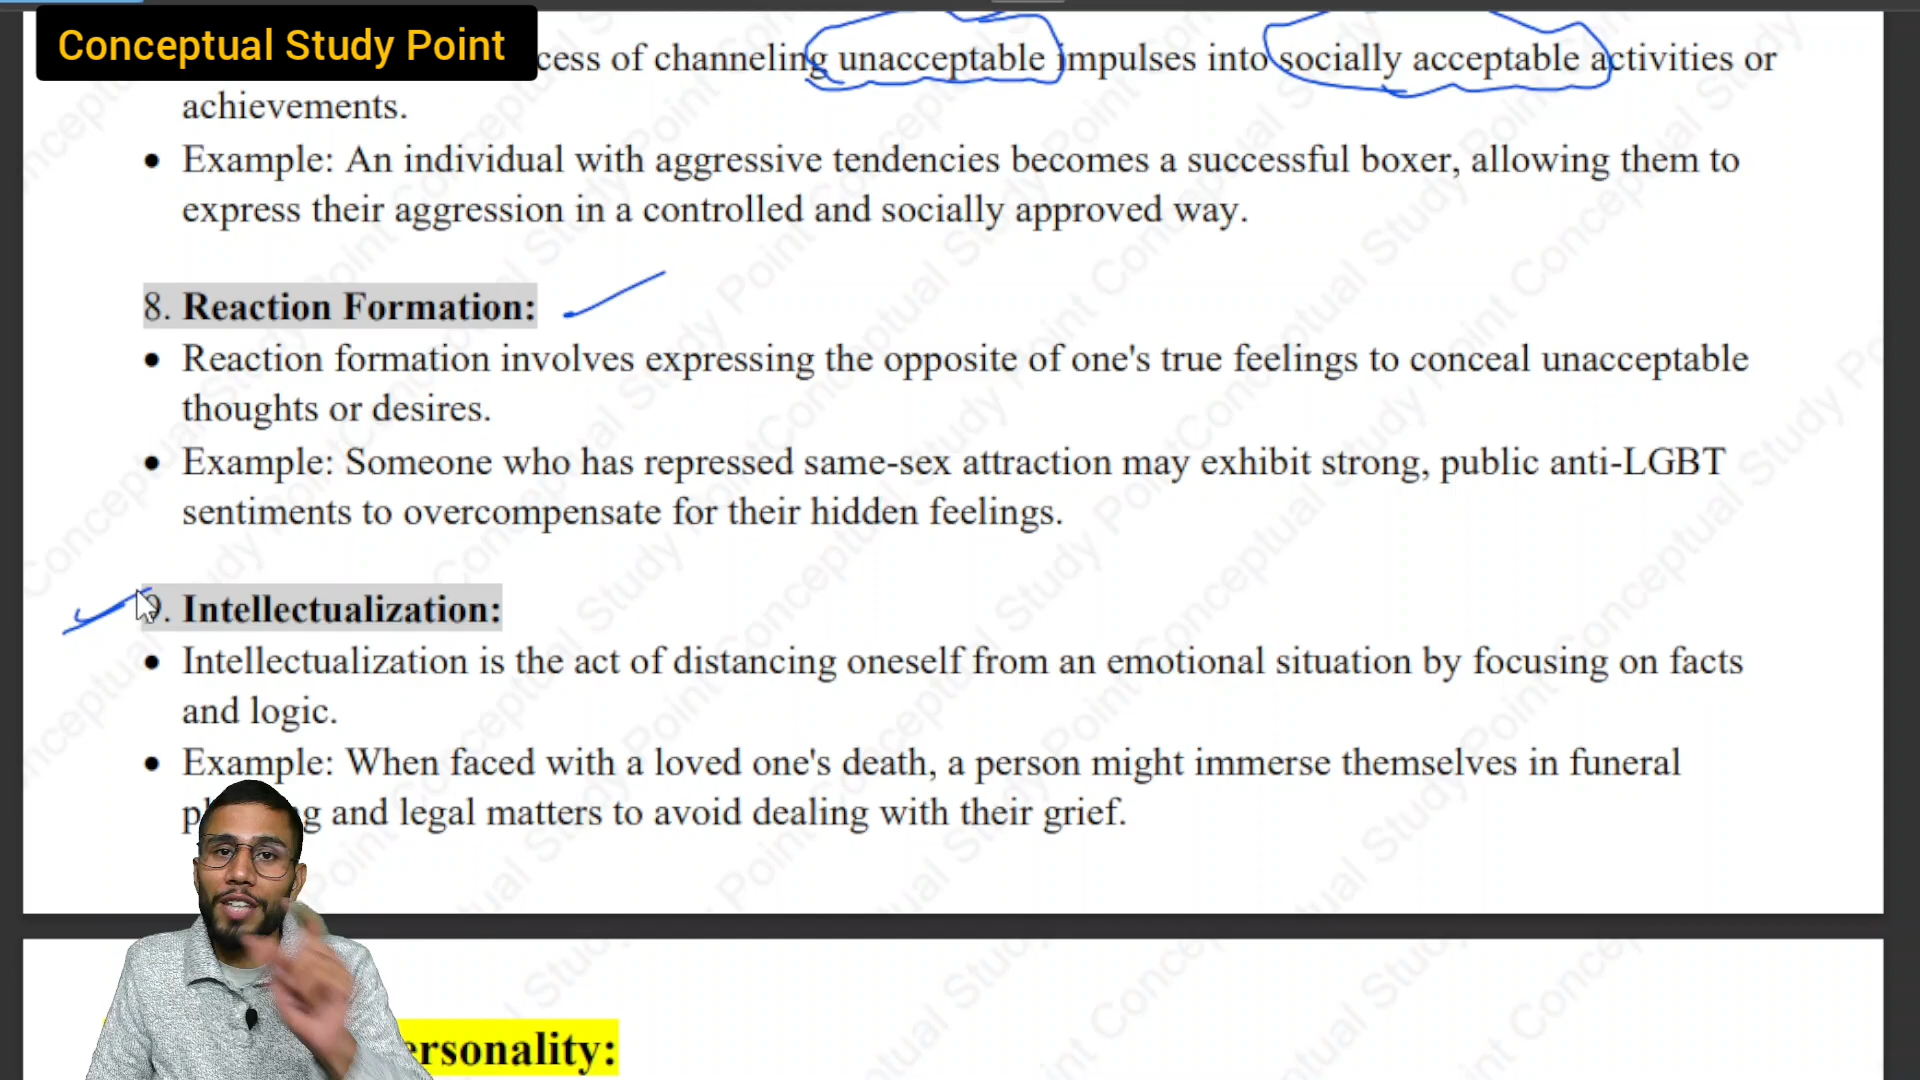 Conceptual Study Point
cess of channeling unacceptable impulses into socially acceptable activities or
achievements.
• Example: An individual with aggressive tendencies becomes a successful boxer, allowing them to
express their aggression in a controlled and socially approved way.
8. Reaction Formation:
• Reaction formation involves expressing the opposite of one's true feelings to conceal unacceptable
thoughts or desires.
• Example: Someone who has repressed same-sex attraction may exhibit strong, public anti-LGBT
sentiments to overcompensate for their hidden feelings.
9. Intellectualization:
• Intellectualization is the act of distancing oneself from an emotional situation by focusing on facts
and logic.
• Example: When faced with a loved one's death, a person might immerse themselves in funeral
and legal matters to avoid dealing with their grief.
ersonality: